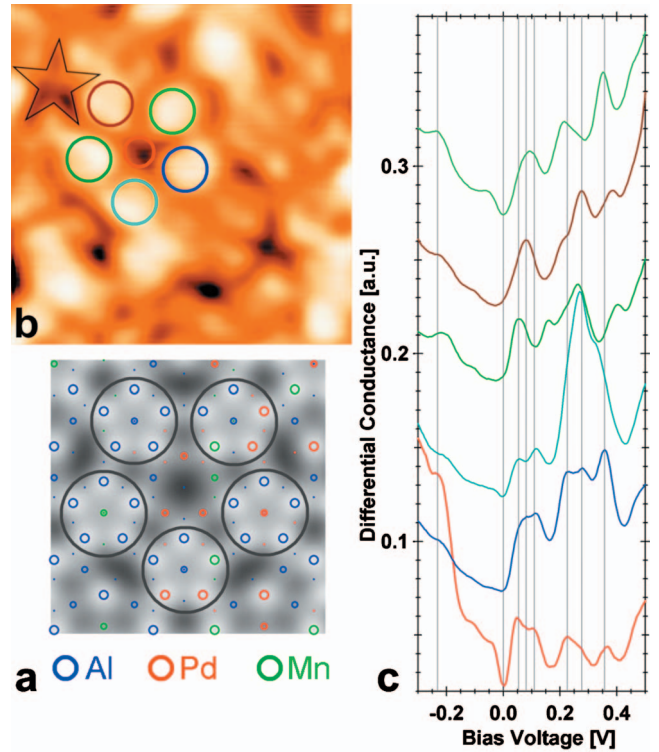 b
a
Al
Pd
Mn
c
Differential Conductance [a.u.]
0.3
0.2
0.1
-0.2
0.0
0.2
0.4
Bias Voltage [V]